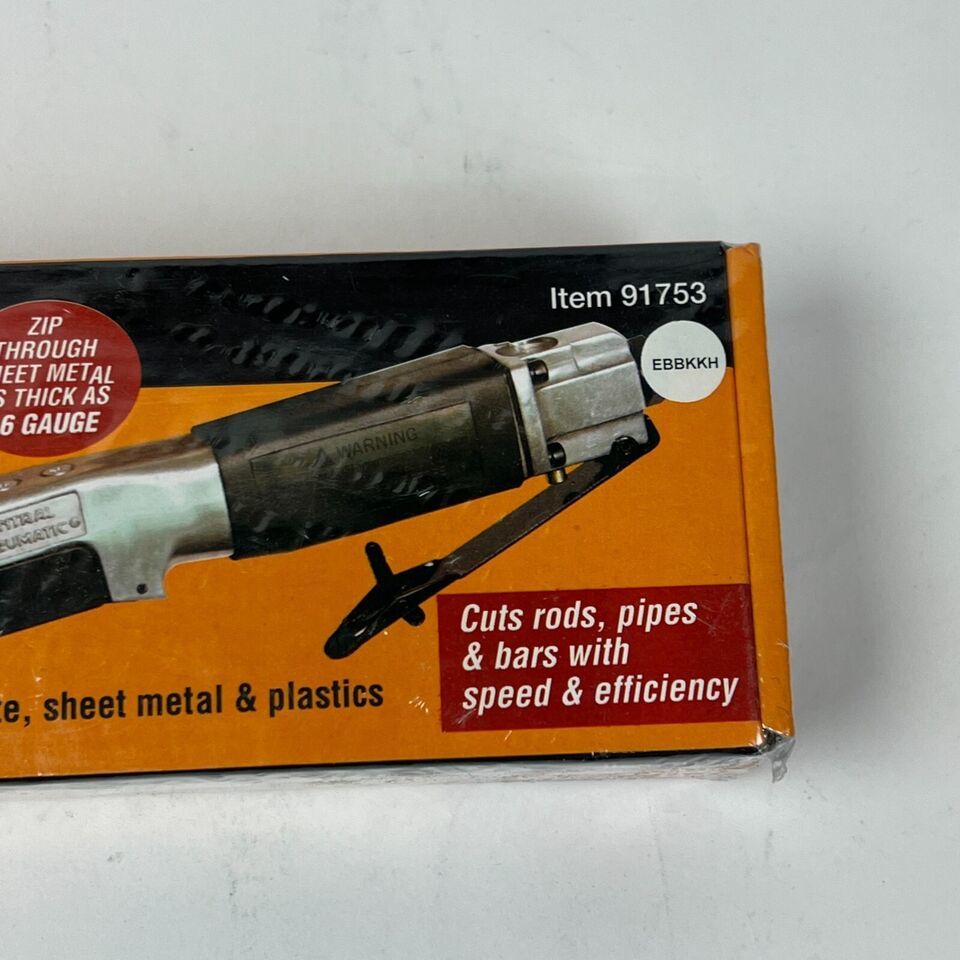 Item 91753
EBBKKH
ZIP
THROUGH
HEET METAL
S THICK AS
6 GAUGE
WARNING
NTRAL
EUMATIC®
Cuts rods, pipes
& bars with
speed & efficiency
te, sheet metal & plastics